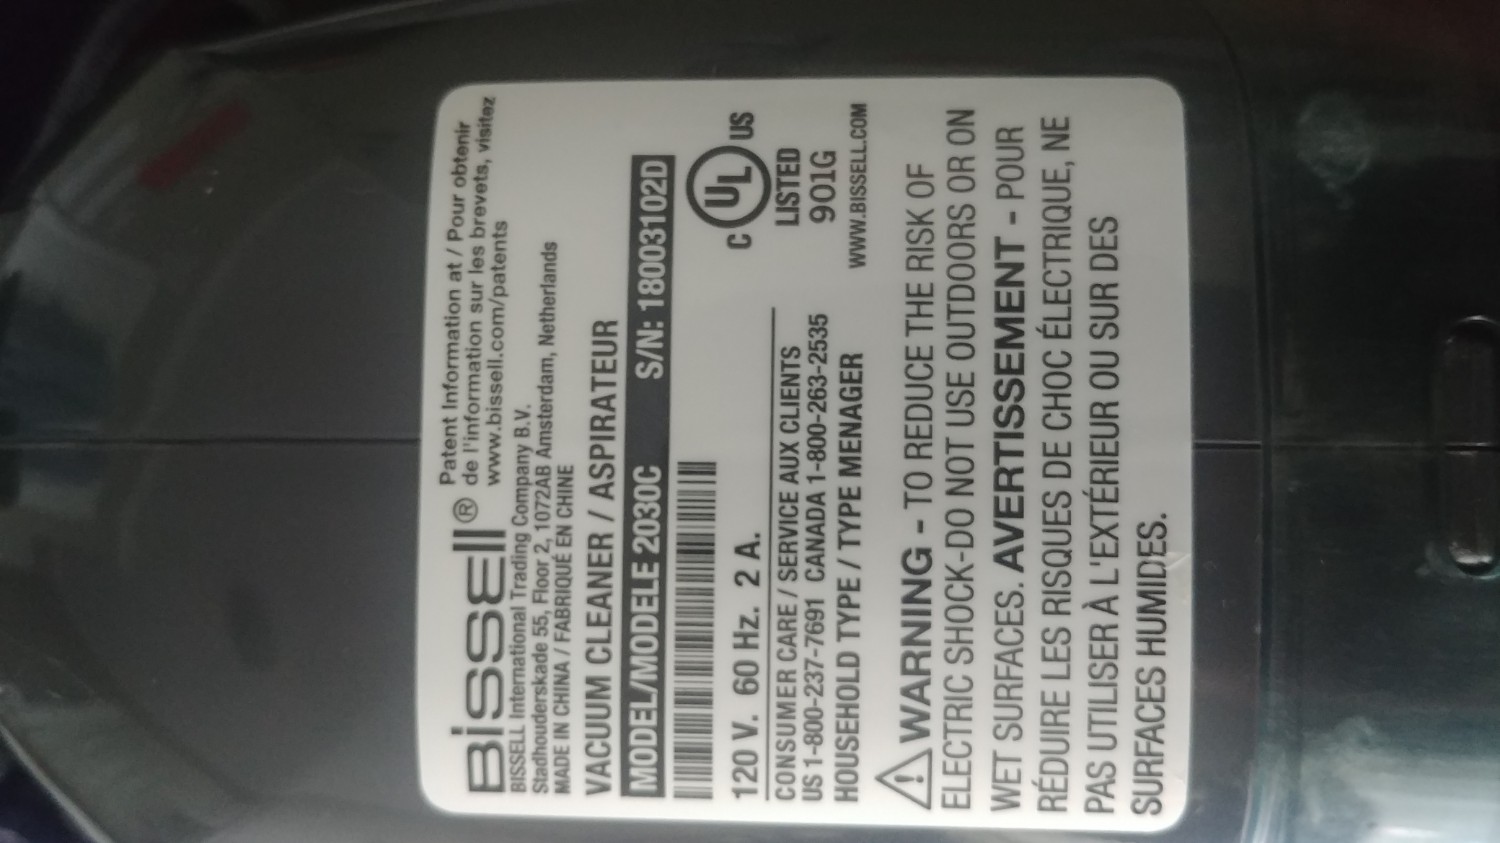 BISSELL®
Patent Information at / Pour obtenir
de l'information sur les brevets, visitez
www.bissell.com/patents
BISSELL International Trading Company B.V.
Stadhouderskade 55, Floor 2, 1072AB Amsterdam, Netherlands
MADE IN CHINA / FABRIQUÉ EN CHINE
VACUUM CLEANER / ASPIRATEUR
MODEL/MODELE 2030C S/N: 18003102D
120 V. 60 Hz. 2 A.
C UL US
LISTED
901G
CONSUMER CARE / SERVICE AUX CLIENTS
US 1-800-237-7691 CANADA 1-800-263-2535
HOUSEHOLD TYPE / TYPE MENAGER
WWW.BISSELL.COM
WARNING - TO REDUCE THE RISK OF
ELECTRIC SHOCK-DO NOT USE OUTDOORS OR ON
WET SURFACES. AVERTISSEMENT - POUR
RÉDUIRE LES RISQUES DE CHOC ÉLECTRIQUE, NE
PAS UTILISER À L'EXTÉRIEUR OU SUR DES
SURFACES HUMIDES.